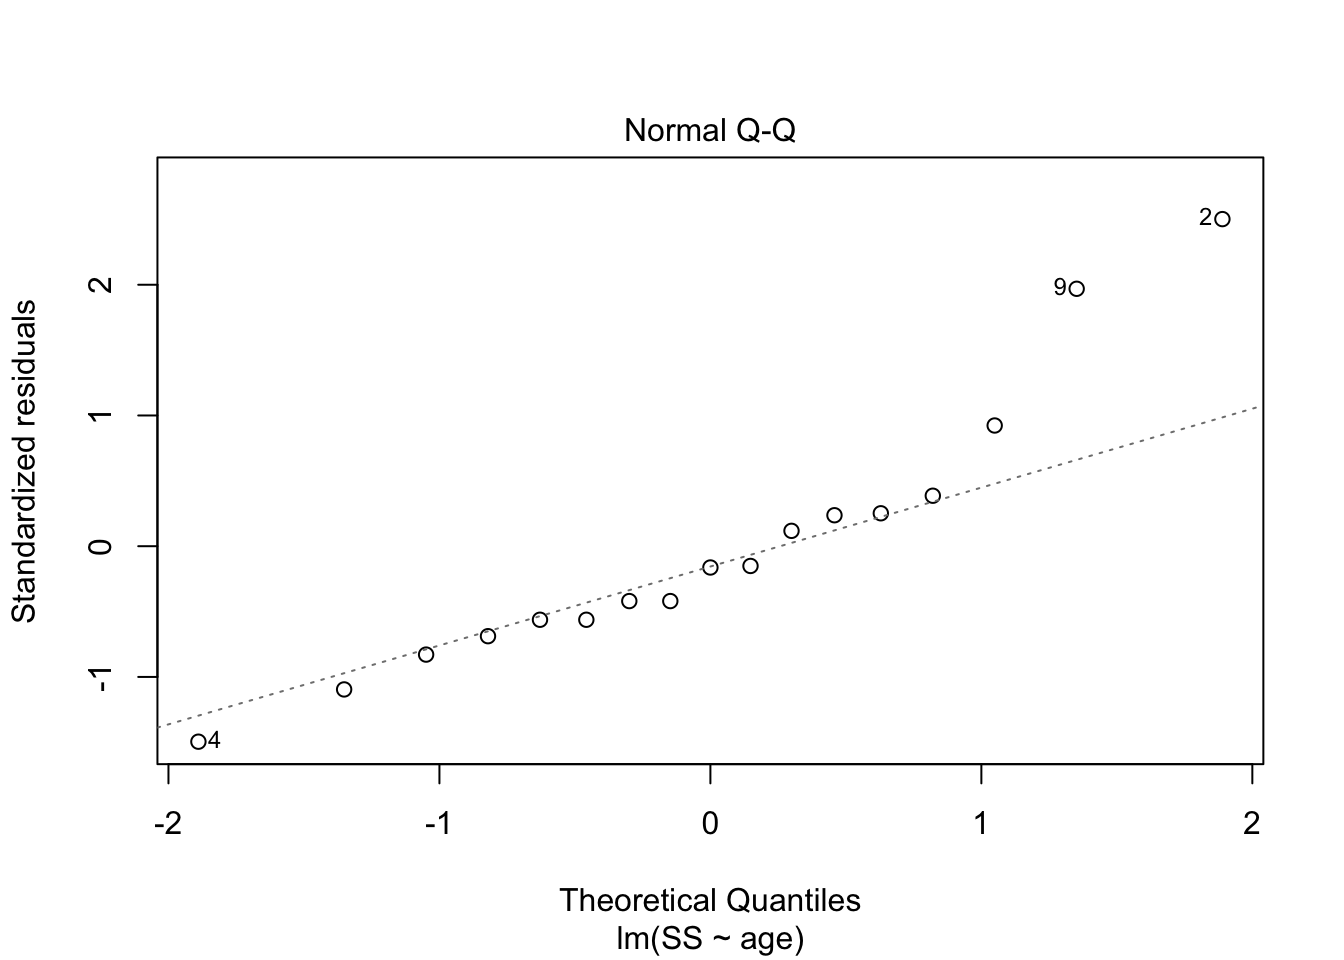 Normal Q-Q
Standardized residuals
2
1
0
-1
2
9
4
-2 -1 0 1 2
Theoretical Quantiles
lm(SS ~ age)